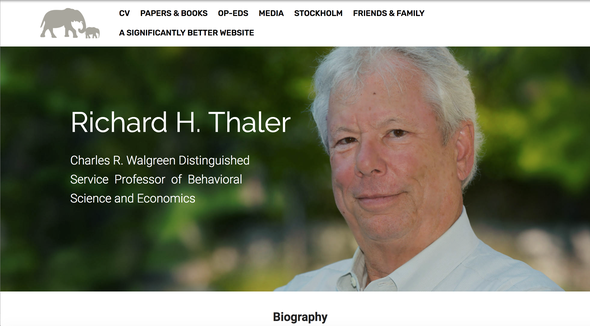 CV PAPERS & BOOKS OP-EDS MEDIA STOCKHOLM FRIENDS & FAMILY
A SIGNIFICANTLY BETTER WEBSITE
Richard H. Thaler
Charles R. Walgreen Distinguished
Service Professor of Behavioral
Science and Economics
Biography